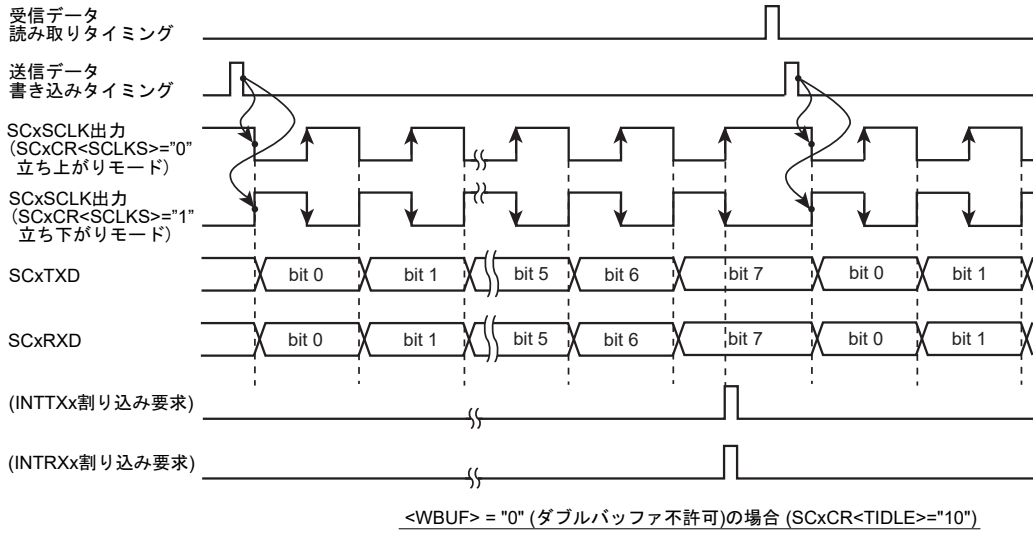 受信データ
読み取りタイミング
送信データ
書き込みタイミング
SCxSCLK出力
(SCxCR<SCLKS>="0"
立ち上がりモード)
SCxSCLK出力
(SCxCR<SCLKS>="1"
立ち下がりモード)
SCxTXD bit 0 bit 1 bit 5 bit 6 bit 7 bit 0 bit 1
SCxRXD bit 0 bit 1 bit 5 bit 6 bit 7 bit 0 bit 1
(INTTXx割り込み要求)
(INTRXx割り込み要求)
<WBUF> = "0" (ダブルバッファ不許可)の場合 (SCxCR<TIDLE>="10")